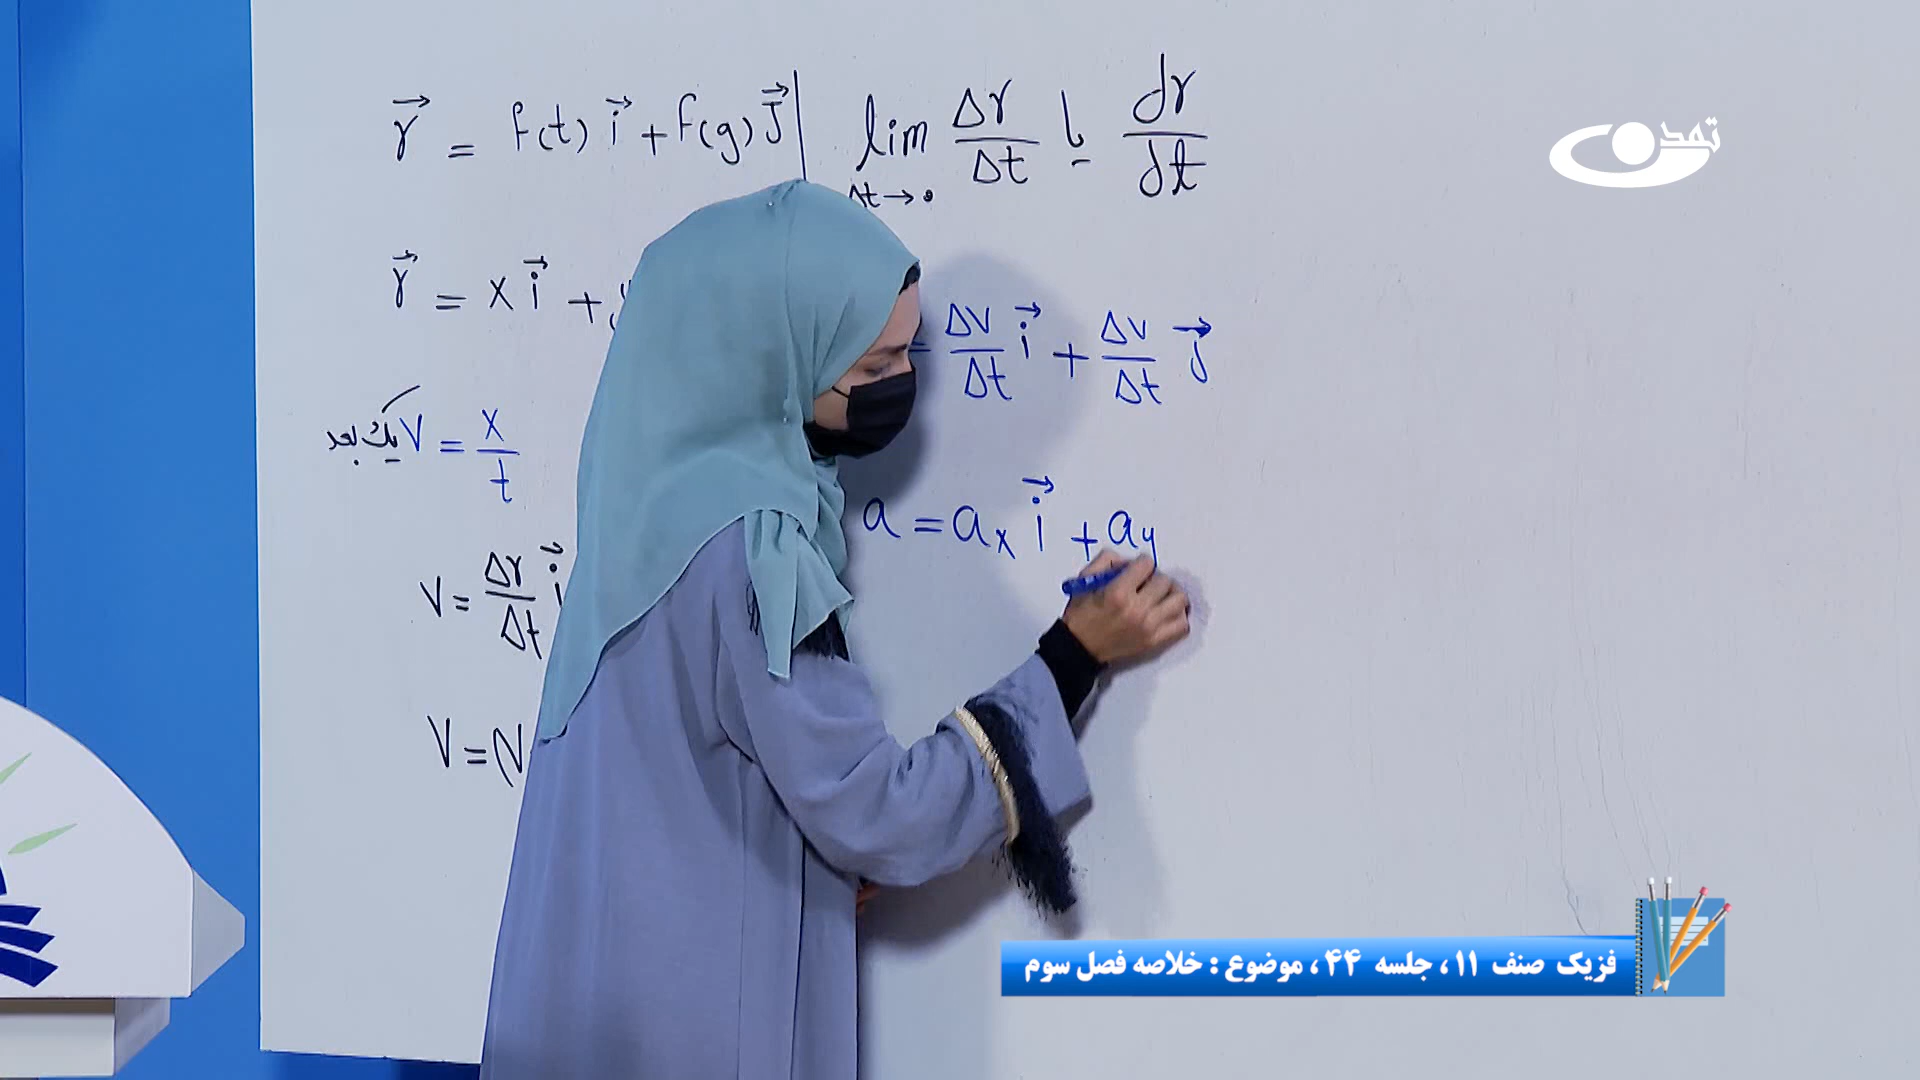 r⃗ = f(t) i⃗ + f(g) j⃗ | lim Δt→0 Δr/Δt یا dr/dt
تمدن
r⃗ = x i⃗ +
= Δv/Δt i⃗ + Δv/Δt j⃗
یک بعد V = x/t
a = ax i⃗ + ay
V = Δr/Δt i⃗
V = (V
فزیک صنف ۱۱، جلسه ۴۴، موضوع : خلاصه فصل سوم